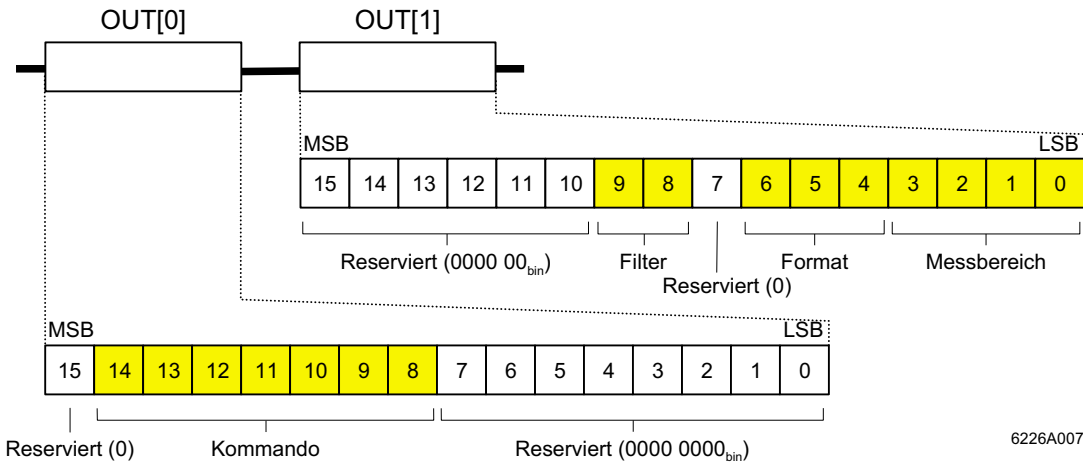 OUT[0] OUT[1]
MSB LSB
15 14 13 12 11 10 9 8 7 6 5 4 3 2 1 0
Reserviert (0000 00bin) Filter Format Messbereich
Reserviert (0)
MSB LSB
15 14 13 12 11 10 9 8 7 6 5 4 3 2 1 0
Reserviert (0) Kommando Reserviert (0000 0000bin)
6226A007